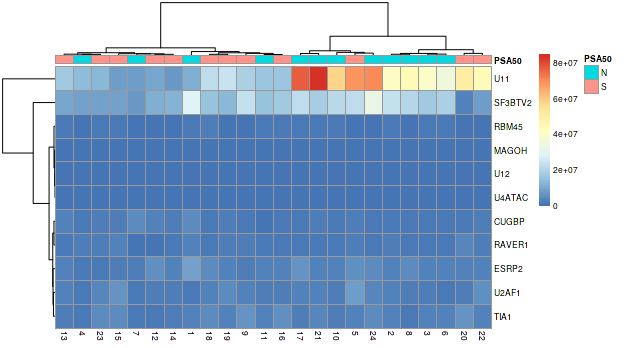 PSA50
PSA50
U11
8e+07
N
S
SF3BTV2
6e+07
RBM45
4e+07
MAGOH
2e+07
U12
0
U4ATAC
CUGBP
RAVER1
ESRP2
U2AF1
TIA1
13 4 23 15 7 12 14 1 18 19 9 11 16 17 21 10 5 24 2 8 3 6 20 22